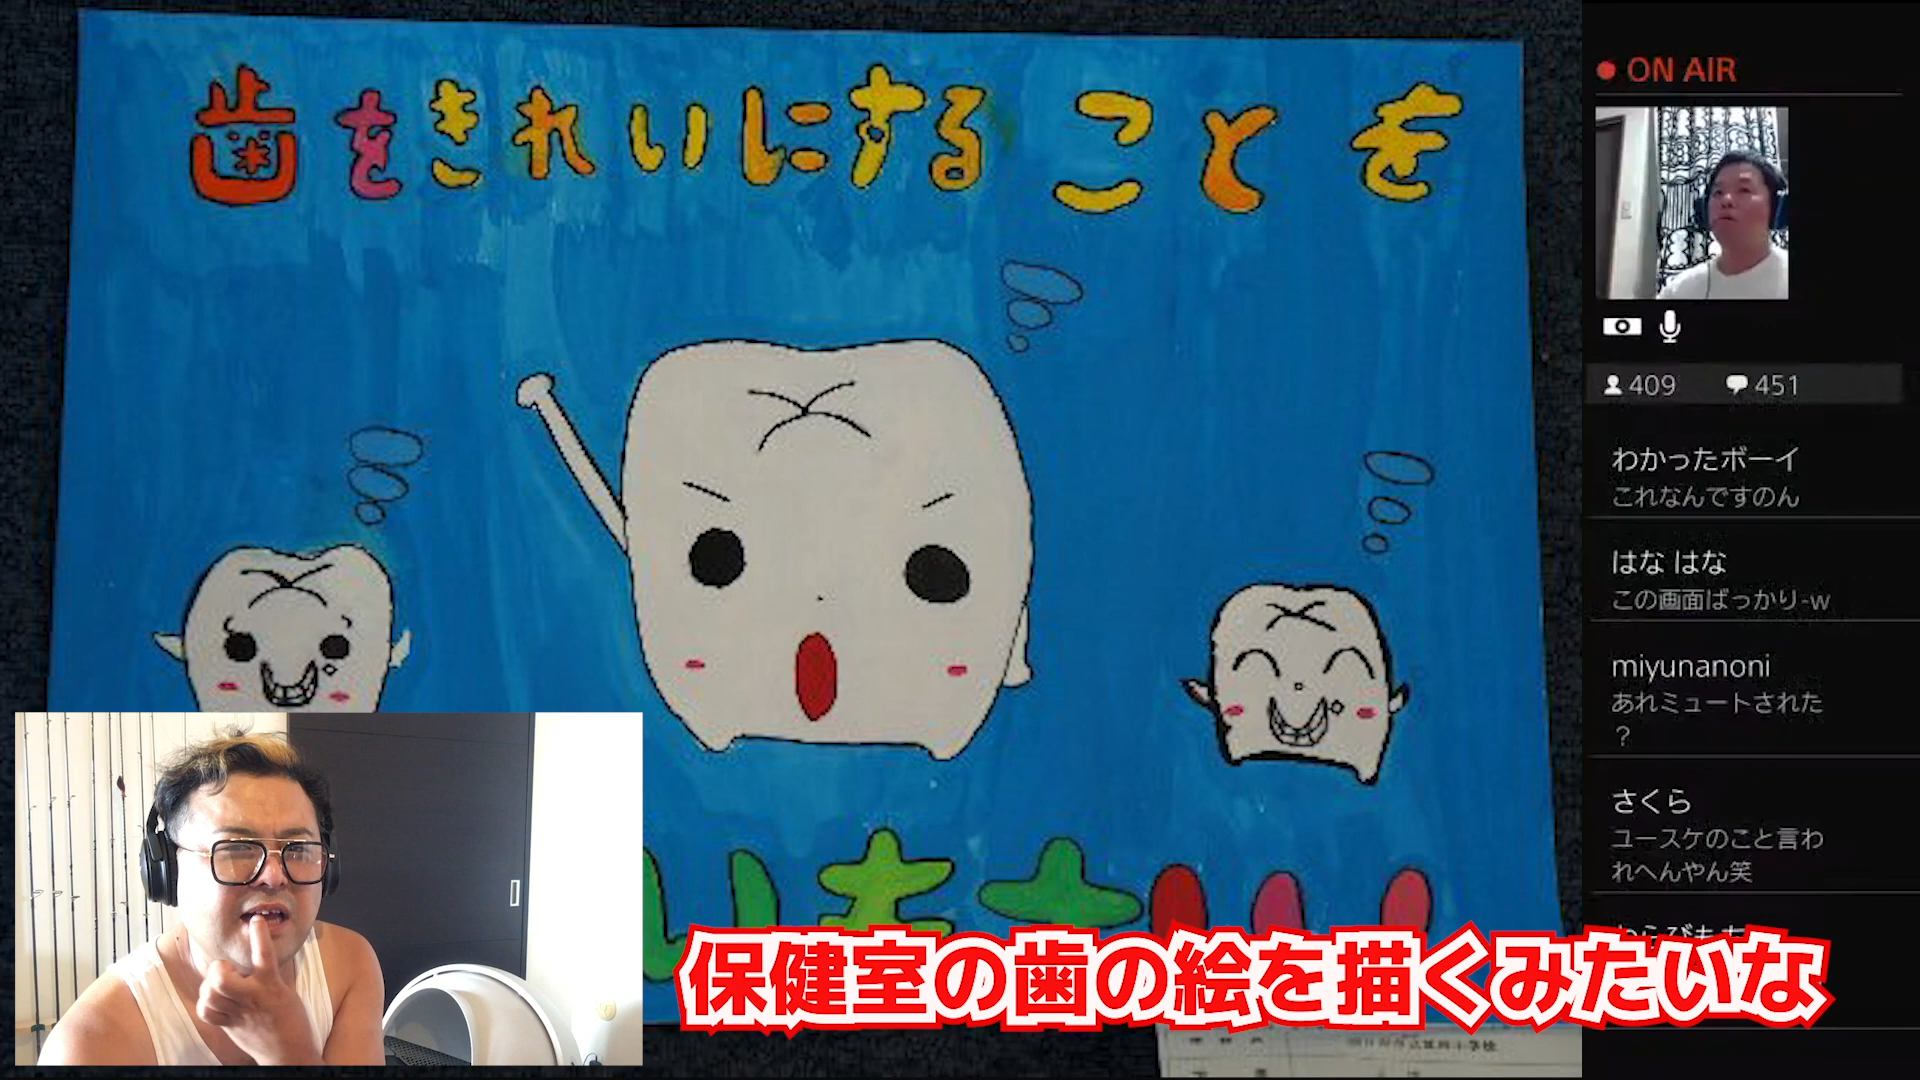 歯をきれいにすることを
ON AIR
409 451
わかったボーイ
これなんですのん
はな はな
この画面ばっかり-w
miyunanoni
あれミュートされた
?
さくら
ユースケのこと言わ
れへんやん笑
保健室の歯の絵を描くみたいな